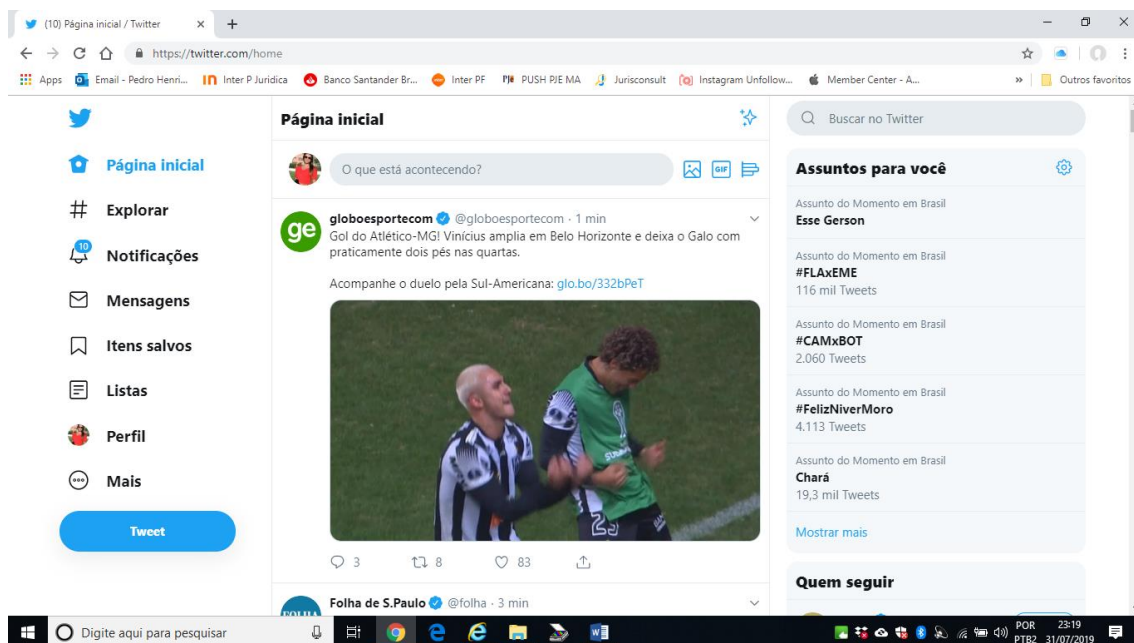 (10) Página inicial / Twitter
https://twitter.com/home
Apps
Email - Pedro Henri...
Inter P Juridica
Banco Santander Br...
Inter PF
PUSH PJE MA
Jurisconsult
Instagram Unfollow...
Member Center - A...
Outros favoritos
Página inicial
Explorar
10
Notificações
Mensagens
Itens salvos
Listas
Perfil
Mais
Tweet
Página inicial
O que está acontecendo?
GIF
ge
globoesportecom @globoesportecom · 1 min
Gol do Atlético-MG! Vinícius amplia em Belo Horizonte e deixa o Galo com
praticamente dois pés nas quartas.
Acompanhe o duelo pela Sul-Americana: glo.bo/332bPeT
23
3 8 83
FOLHA
Folha de S.Paulo @folha · 3 min
Buscar no Twitter
Assuntos para você
Assunto do Momento em Brasil
Esse Gerson
Assunto do Momento em Brasil
#FLAxEME
116 mil Tweets
Assunto do Momento em Brasil
#CAMxBOT
2.060 Tweets
Assunto do Momento em Brasil
#FelizNiverMoro
4.113 Tweets
Assunto do Momento em Brasil
Chará
19,3 mil Tweets
Mostrar mais
Quem seguir
Digite aqui para pesquisar
POR
PTB2
23:19
31/07/2019